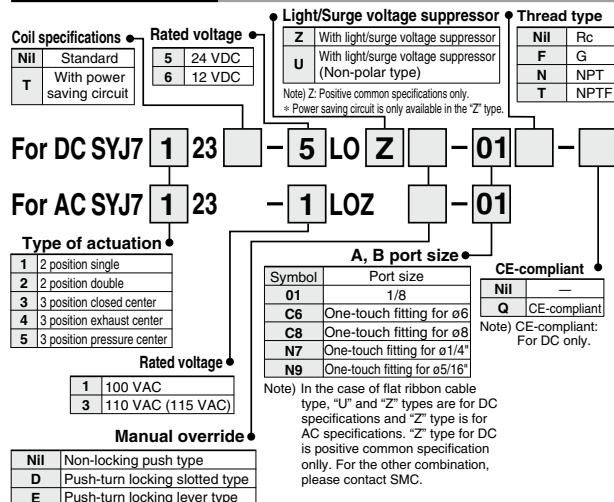 Coil specifications
Nil Standard
T With power saving circuit
Rated voltage
5 24 VDC
6 12 VDC
Light/Surge voltage suppressor
Z With light/surge voltage suppressor
U With light/surge voltage suppressor (Non-polar type)
Note) Z: Positive common specifications only.
* Power saving circuit is only available in the "Z" type.
Thread type
Nil Rc
F G
N NPT
T NPTF
For DC SYJ7 1 23 – 5 LO Z – 01 –
For AC SYJ7 1 23 – 1 LOZ – 01
Type of actuation
1 2 position single
2 2 position double
3 3 position closed center
4 3 position exhaust center
5 3 position pressure center
Rated voltage
1 100 VAC
3 110 VAC (115 VAC)
Manual override
Nil Non-locking push type
D Push-turn locking slotted type
E Push-turn locking lever type
A, B port size
Symbol Port size
01 1/8
C6 One-touch fitting for ø6
C8 One-touch fitting for ø8
N7 One-touch fitting for ø1/4"
N9 One-touch fitting for ø5/16"
Note) In the case of flat ribbon cable
type, "U" and "Z" types are for DC
specifications and "Z" type is for
AC specifications. "Z" type for DC
is positive common specification
onlly. For the other combination,
please contact SMC.
CE-compliant
Nil —
Q CE-compliant
Note) CE-compliant:
For DC only.